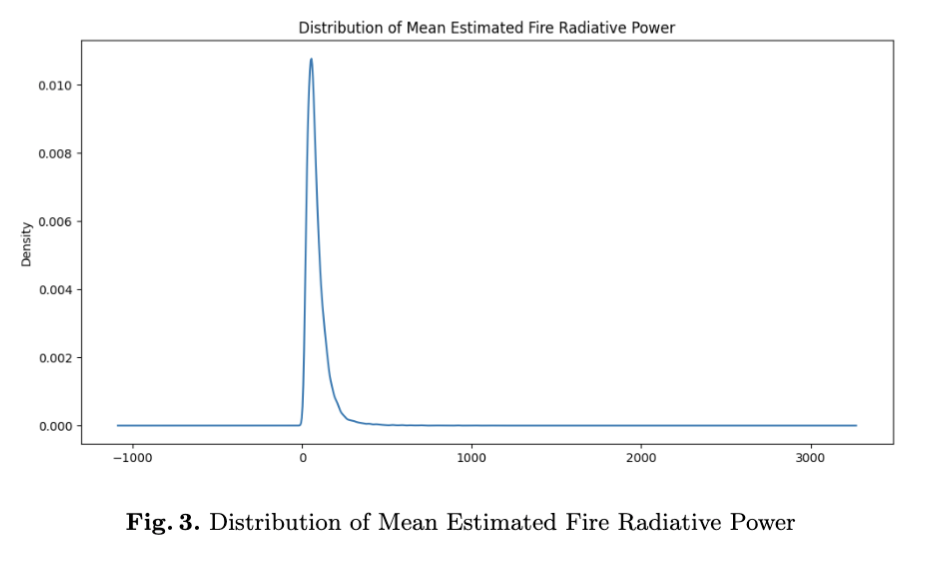 Distribution of Mean Estimated Fire Radiative Power
0.010
0.008
0.006
Density
0.004
0.002
0.000
−1000 0 1000 2000 3000
Fig. 3. Distribution of Mean Estimated Fire Radiative Power